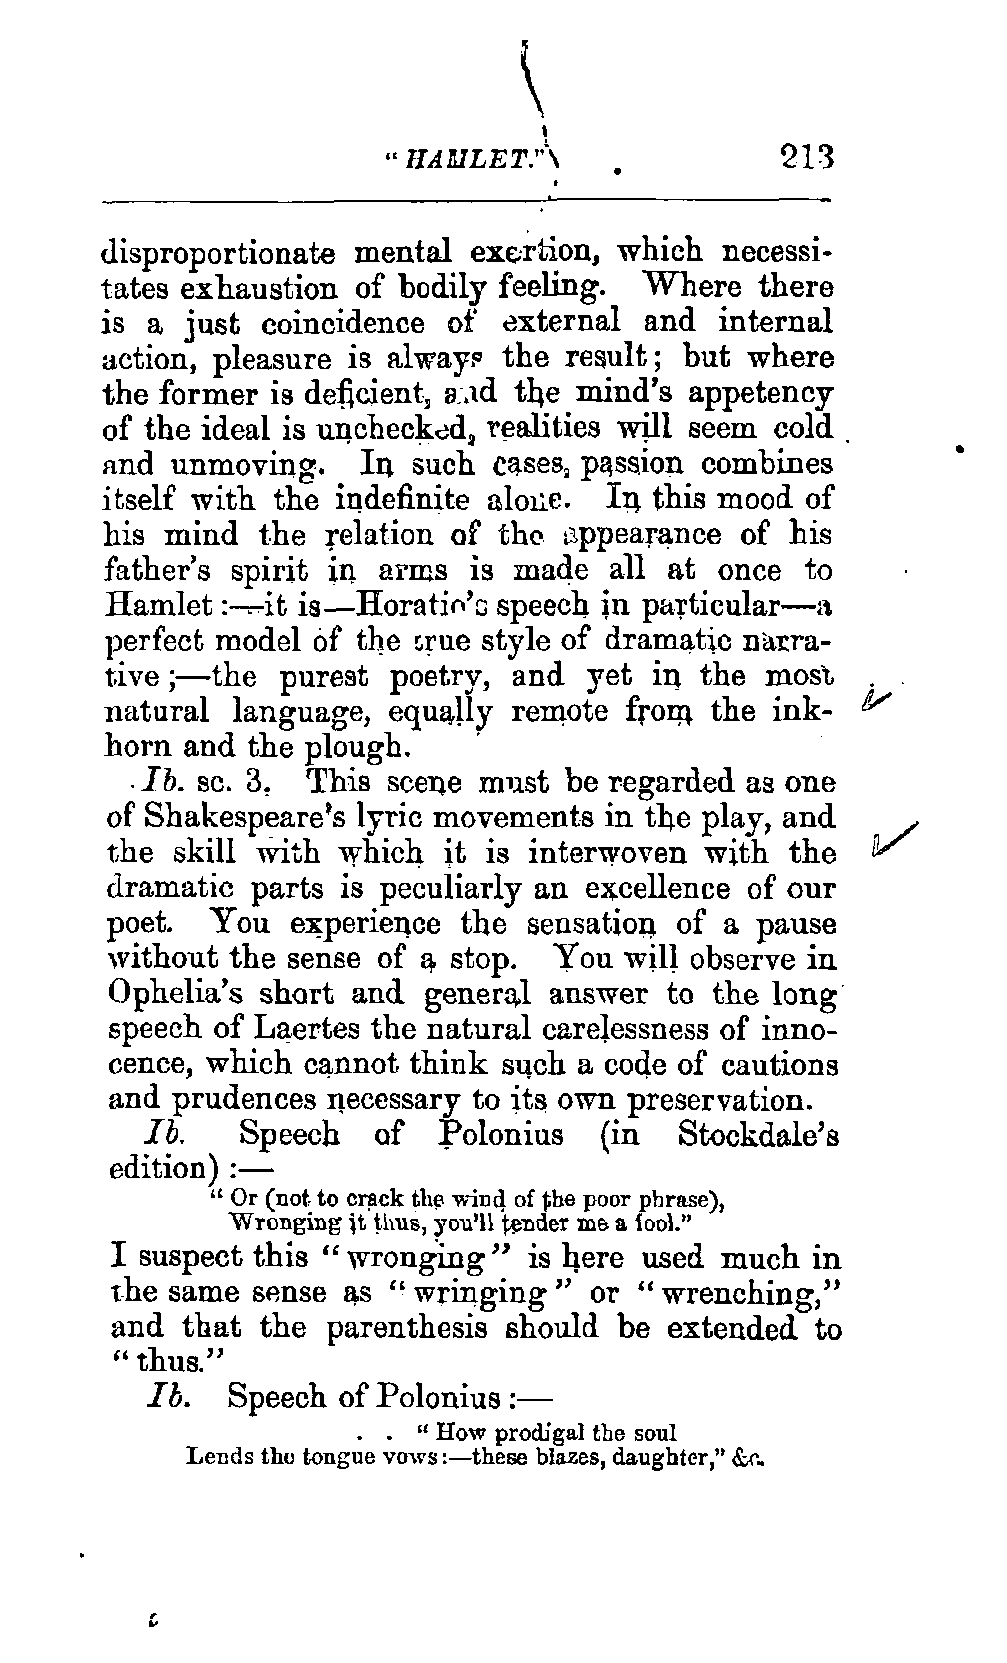 "HAMLET." 213
disproportionate mental exertion, which necessi-
tates exhaustion of bodily feeling. Where there
is a just coincidence of external and internal
action, pleasure is always the result; but where
the former is deficient, and the mind's appetency
of the ideal is unchecked, realities will seem cold
and unmoving. In such cases, passion combines
itself with the indefinite alone. In this mood of
his mind the relation of the appearance of his
father's spirit in arms is made all at once to
Hamlet:—it is—Horatio's speech in particular—a
perfect model of the true style of dramatic narra-
tive;—the purest poetry, and yet in the most
natural language, equally remote from the ink-
horn and the plough.
Ib. sc. 3. This scene must be regarded as one
of Shakespeare's lyric movements in the play, and
the skill with which it is interwoven with the
dramatic parts is peculiarly an excellence of our
poet. You experience the sensation of a pause
without the sense of a stop. You will observe in
Ophelia's short and general answer to the long
speech of Laertes the natural carelessness of inno-
cence, which cannot think such a code of cautions
and prudences necessary to its own preservation.
Ib. Speech of Polonius (in Stockdale's
edition):—
"Or (not to crack the wind of the poor phrase),
Wronging it thus, you'll tender me a fool."
I suspect this "wronging" is here used much in
the same sense as "wringing" or "wrenching,"
and that the parenthesis should be extended to
"thus."
Ib. Speech of Polonius:—
. . "How prodigal the soul
Lends the tongue vows:—these blazes, daughter," &c.